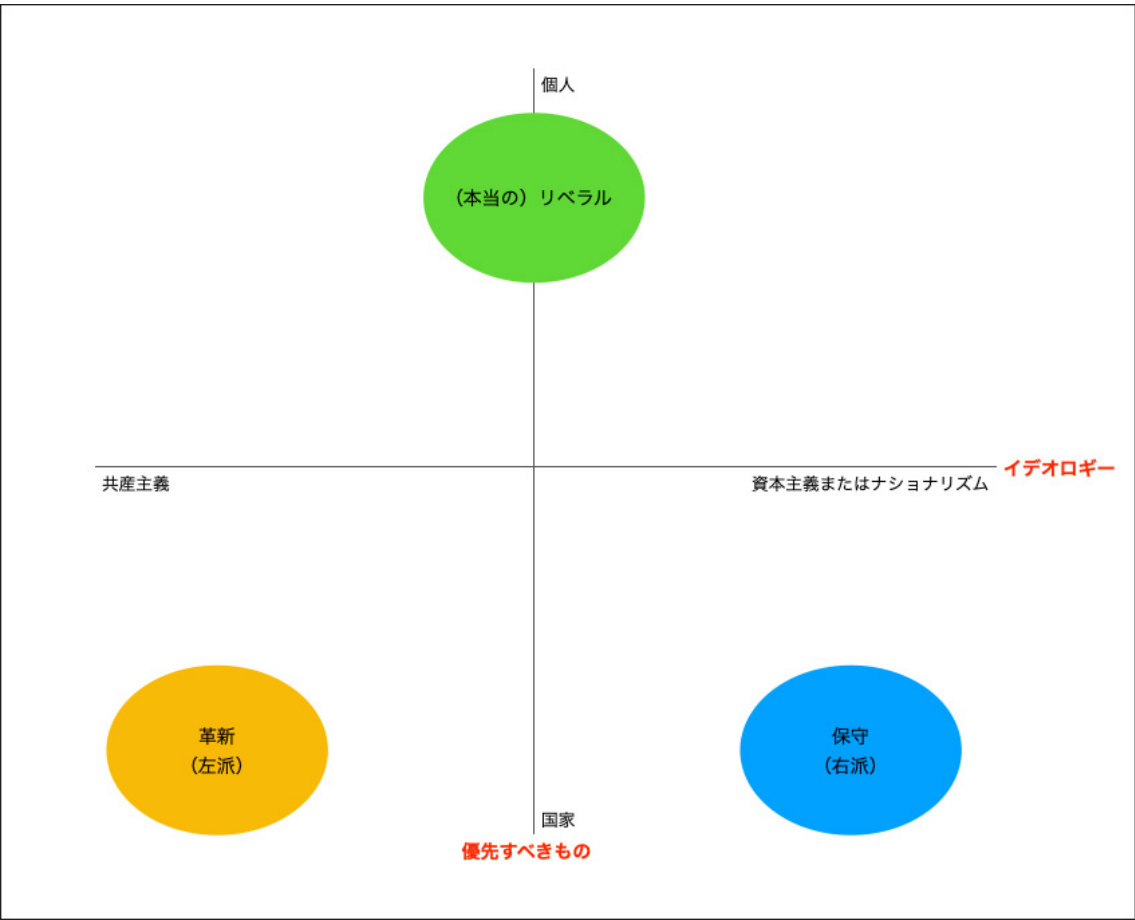 個人
（本当の）リベラル
イデオロギー
共産主義
資本主義またはナショナリズム
革新
（左派）
保守
（右派）
国家
優先すべきもの